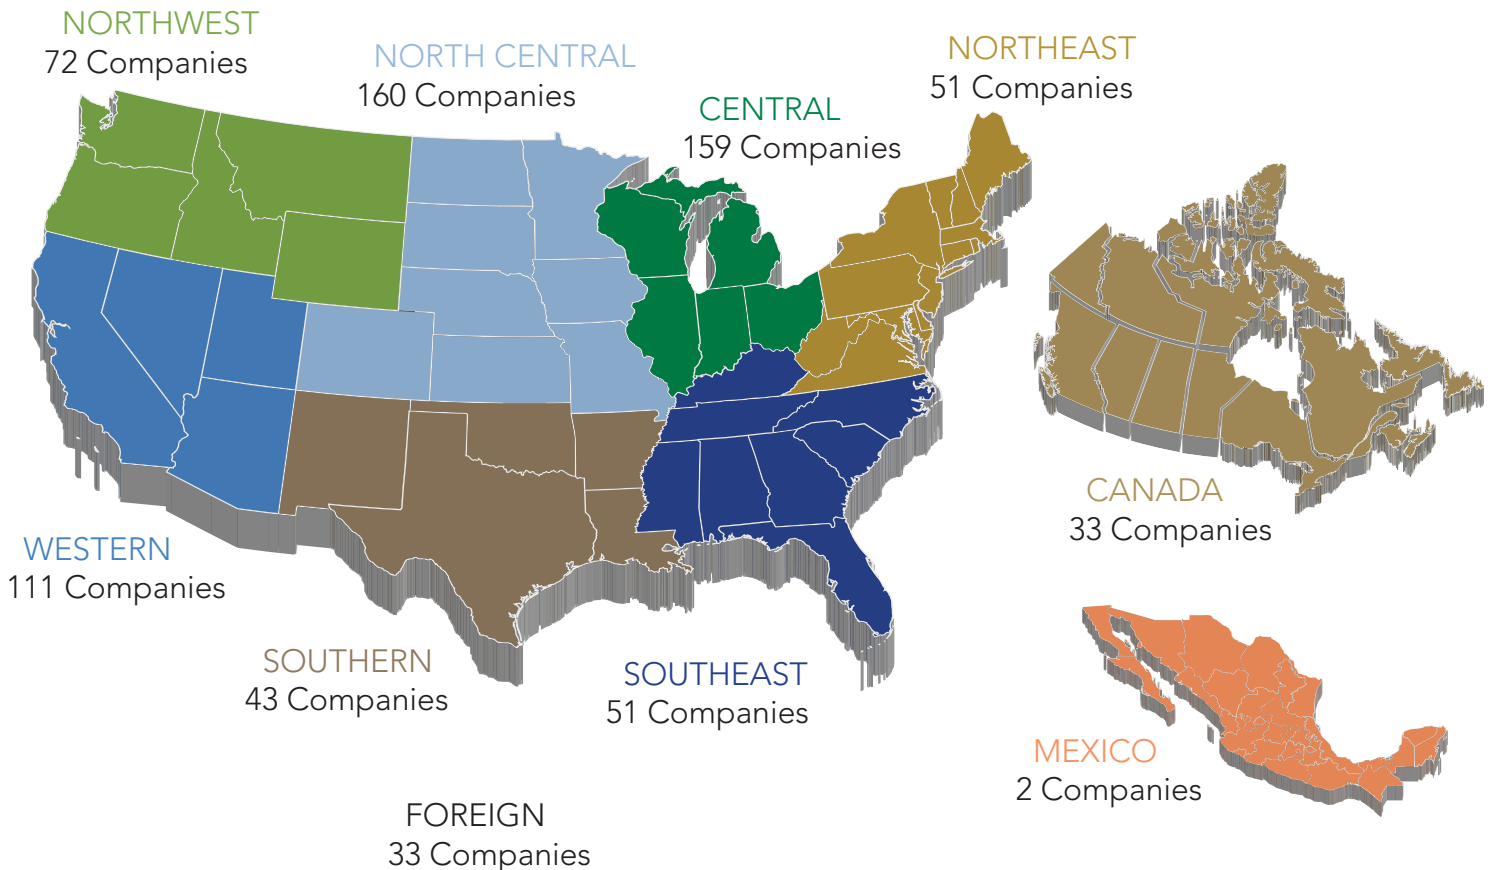 NORTHWEST
72 Companies
NORTH CENTRAL
160 Companies
CENTRAL
159 Companies
NORTHEAST
51 Companies
CANADA
33 Companies
WESTERN
111 Companies
SOUTHERN
43 Companies
SOUTHEAST
51 Companies
MEXICO
2 Companies
FOREIGN
33 Companies